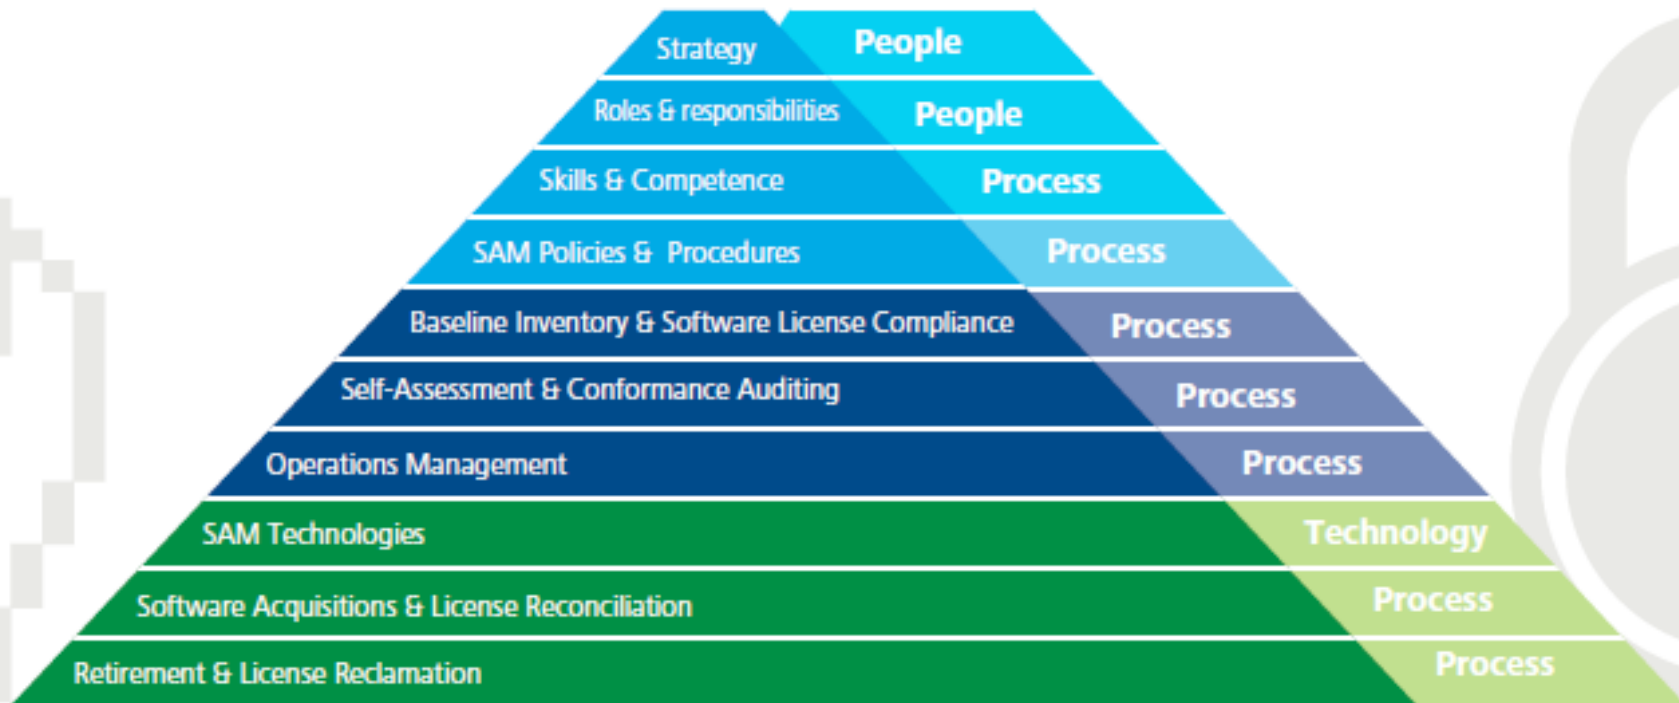 Strategy People
Roles & responsibilities People
Skills & Competence Process
SAM Policies & Procedures Process
Baseline Inventory & Software License Compliance Process
Self-Assessment & Conformance Auditing Process
Operations Management Process
SAM Technologies Technology
Software Acquisitions & License Reconciliation Process
Retirement & License Reclamation Process